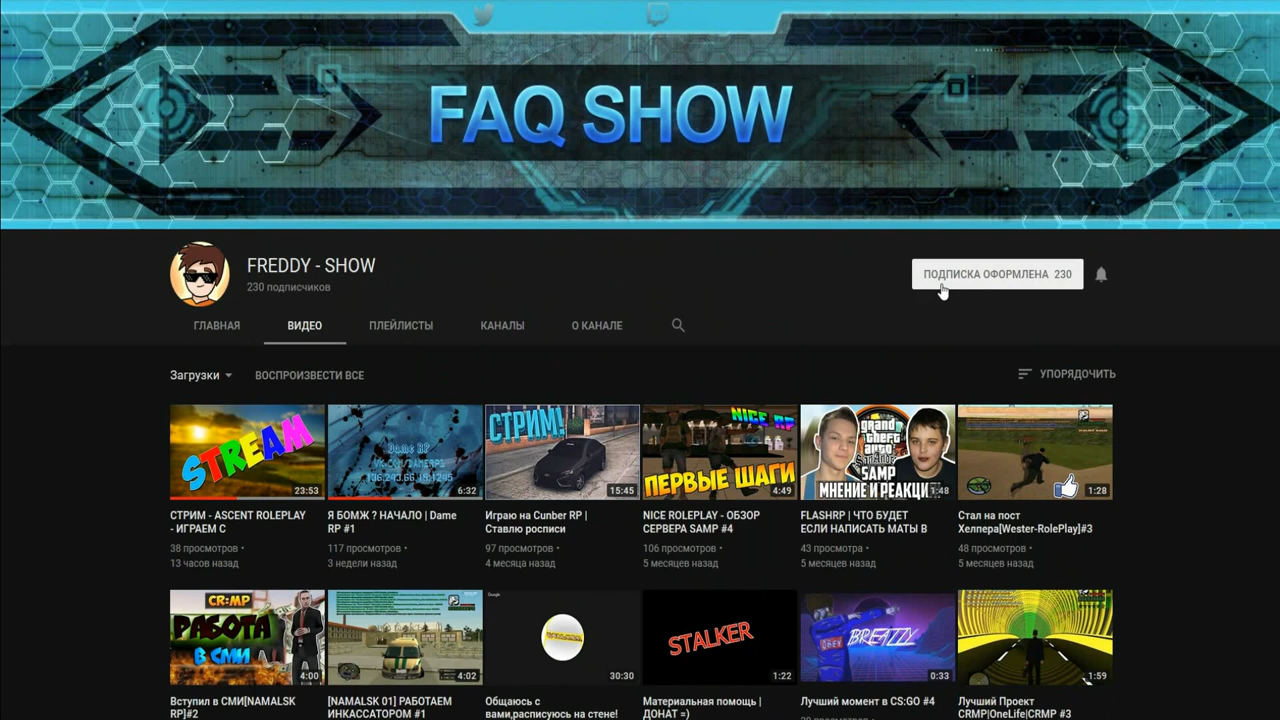 FAQ SHOW
FREDDY - SHOW
230 подписчиков
ПОДПИСКА ОФОРМЛЕНА 230
ГЛАВНАЯ
ВИДЕО
ПЛЕЙЛИСТЫ
КАНАЛЫ
О КАНАЛЕ
Загрузки
ВОСПРОИЗВЕСТИ ВСЕ
УПОРЯДОЧИТЬ
STREAM
23:53
Dame RP
6:32
СТРИМ!
15:45
NICE RP
ПЕРВЫЕ ШАГИ
4:49
grand theft auto
SAMP
МНЕНИЕ И РЕАКЦИ
1:48
1:28
СТРИМ - ASCENT ROLEPLAY
- ИГРАЕМ С
38 просмотров •
13 часов назад
Я БОМЖ ? НАЧАЛО | Dame
RP #1
117 просмотров •
3 недели назад
Играю на Cunber RP |
Ставлю росписи
97 просмотров •
4 месяца назад
NICE ROLEPLAY - ОБЗОР
СЕРВЕРА SAMP #4
106 просмотров •
5 месяцев назад
FLASHRP | ЧТО БУДЕТ
ЕСЛИ НАПИСАТЬ МАТЫ В
43 просмотра •
5 месяцев назад
Стал на пост
Хелпера[Wester-RolePlay]#3
48 просмотров •
5 месяцев назад
CR:MP
РАБОТА
В СМИ
4:00
4:02
Google
30:30
STALKER
1:22
BREAZZY
0:33
1:59
Вступил в СМИ[NAMALSK
RP]#2
[NAMALSK 01] РАБОТАЕМ
ИНКАССАТОРОМ #1
Общаюсь с
вами,расписуюсь на стене!
Материальная помощь |
ДОНАТ =)
Лучший момент в CS:GO #4
Лучший Проект
CRMP|OneLife|CRMP #3